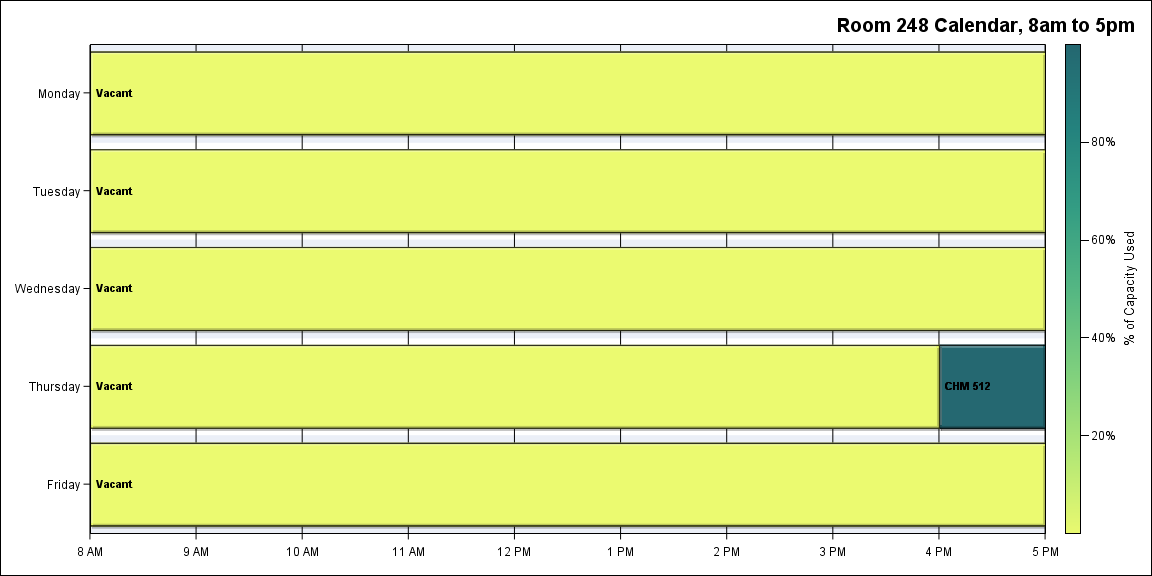 Room 248 Calendar, 8am to 5pm
Monday
Vacant
Tuesday
Vacant
Wednesday
Vacant
Thursday
Vacant
CHM 512
Friday
Vacant
8 AM
9 AM
10 AM
11 AM
12 PM
1 PM
2 PM
3 PM
4 PM
5 PM
80%
60%
40%
20%
% of Capacity Used